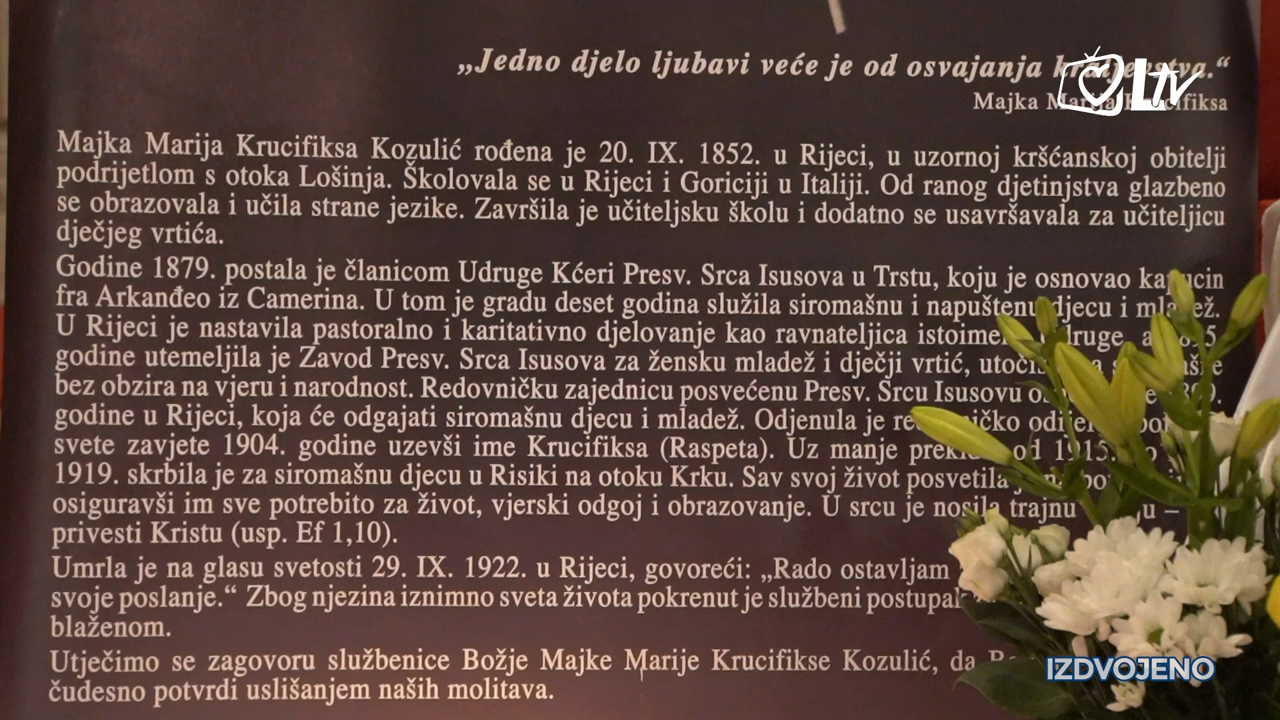 „Jedno djelo ljubavi veće je od osvajanja
Majka Marija
Ltv
Majka Marija Krucifiksa Kozulić rođena je 20. IX. 1852. u Rijeci, u uzornoj kršćanskoj obitelji
podrijetlom s otoka Lošinja. Školovala se u Rijeci i Goriciji u Italiji. Od ranog djetinjstva glazbeno
se obrazovala i učila strane jezike. Završila je učiteljsku školu i dodatno se usavršavala za učiteljicu
dječjeg vrtića.
Godine 1879. postala je članicom Udruge Kćeri Presv. Srca Isusova u Trstu, koju je osnovao kapucin
fra Arkanđeo iz Camerina. U tom je gradu deset godina služila siromašnu i napuštenu djecu i mladež.
U Rijeci je nastavila pastoralno i karitativno djelovanje kao ravnateljica
godine utemeljila je Zavod Presv. Srca Isusova za žensku mladež i dječji vrtić,
bez obzira na vjeru i narodnost. Redovničku zajednicu posvećenu Presv. Srcu Isusovu
godine u Rijeci, koja će odgajati siromašnu djecu i mladež. Odjenula je
svete zavjete 1904. godine uzevši ime Krucifiksa (Raspeta). Uz manje od 1915.
1919. skrbila je za siromašnu djecu u Risiki na otoku Krku. Sav svoj život posvetila
osiguravši im sve potrebito za život, vjerski odgoj i obrazovanje. U srcu je nosila trajnu –
privesti Kristu (usp. Ef 1,10).
Umrla je na glasu svetosti 29. IX. 1922. u Rijeci, govoreći: „Rado ostavljam
svoje poslanje.“ Zbog njezina iznimno sveta života pokrenut je službeni postupak
blaženom.
Utječimo se zagovoru službenice Božje Majke Marije Krucifikse Kozulić, da
čudesno potvrdi uslišanjem naših molitava.
IZDVOJENO